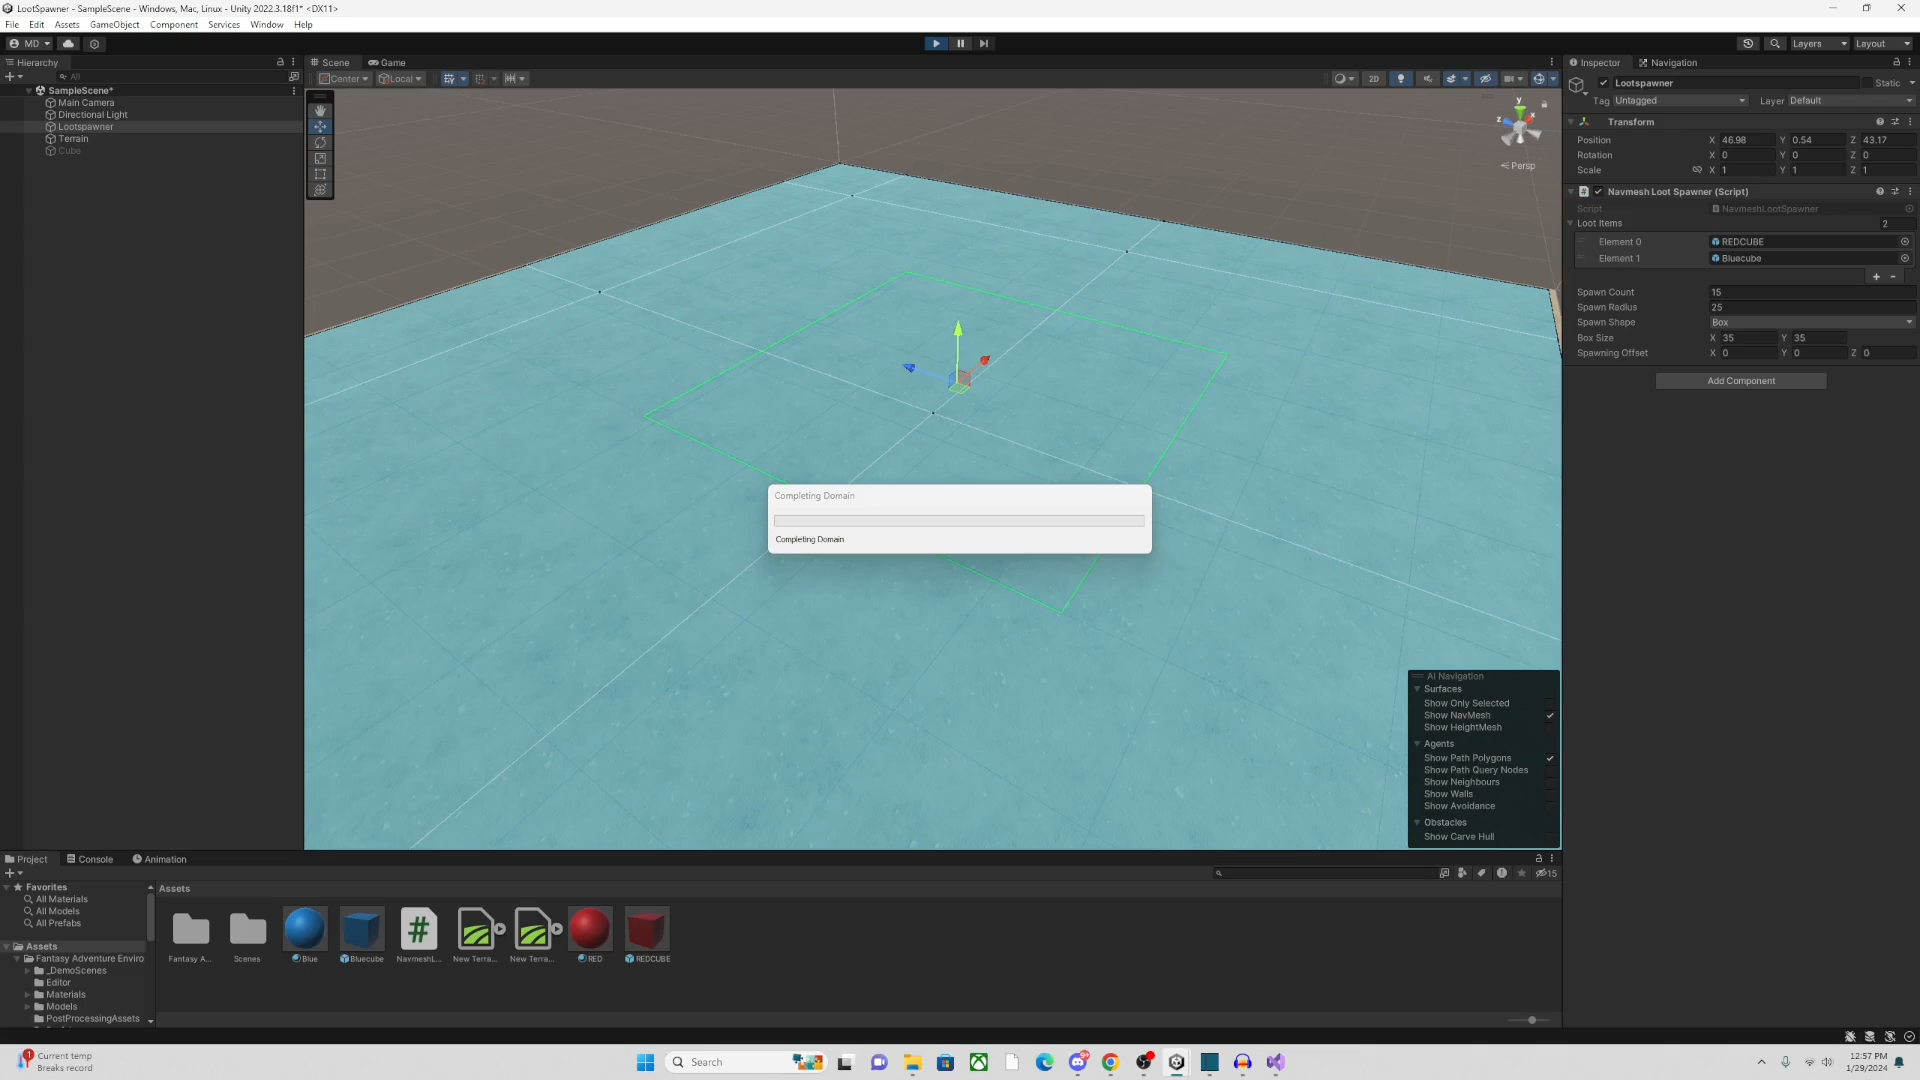 LootSpawner - SampleScene - Windows, Mac, Linux - Unity 2022.3.18f1* <DX11>
File Edit Assets GameObject Component Services Window Help
MD
Layers Layout
Hierarchy
All
SampleScene*
Main Camera
Directional Light
Lootspawner
Terrain
Cube
Scene Game
Center Local 2D
y
x
z
Persp
Completing Domain
Completing Domain
AI Navigation
Surfaces
Show Only Selected
Show NavMesh
Show HeightMesh
Agents
Show Path Polygons
Show Path Query Nodes
Show Neighbours
Show Walls
Show Avoidance
Obstacles
Show Carve Hull
Inspector Navigation
Lootspawner Static
Tag Untagged Layer Default
Transform
Position X 46.98 Y 0.54 Z 43.17
Rotation X 0 Y 0 Z 0
Scale X 1 Y 1 Z 1
# Navmesh Loot Spawner (Script)
Script NavmeshLootSpawner
Loot Items 2
Element 0 REDCUBE
Element 1 Bluecube
Spawn Count 15
Spawn Radius 25
Spawn Shape Box
Box Size X 35 Y 35
Spawning Offset X 0 Y 0 Z 0
Add Component
Project Console Animation
15
Favorites
All Materials
All Models
All Prefabs
Assets
Fantasy Adventure Enviro
_DemoScenes
Editor
Materials
Models
PostProcessingAssets
Assets
#
Fantasy A... Scenes Blue Bluecube NavmeshL... New Terra... New Terra... RED REDCUBE
1
Current temp
Breaks record
Search
9+
12:57 PM
1/29/2024